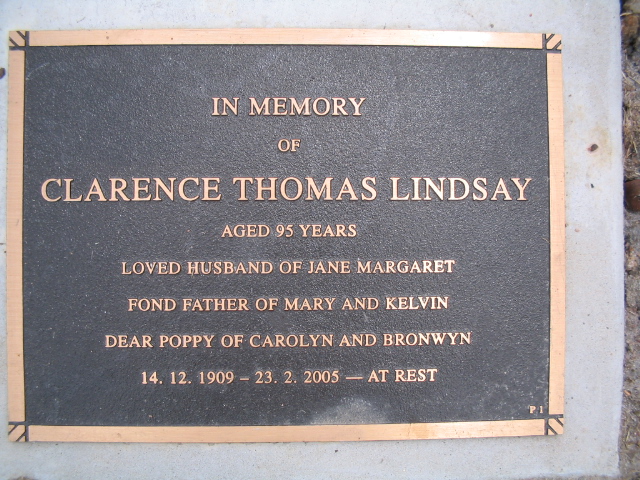 IN MEMORY
OF
CLARENCE THOMAS LINDSAY
AGED 95 YEARS
LOVED HUSBAND OF JANE MARGARET
FOND FATHER OF MARY AND KELVIN
DEAR POPPY OF CAROLYN AND BRONWYN
14. 12. 1909 – 23. 2. 2005 — AT REST
P 1